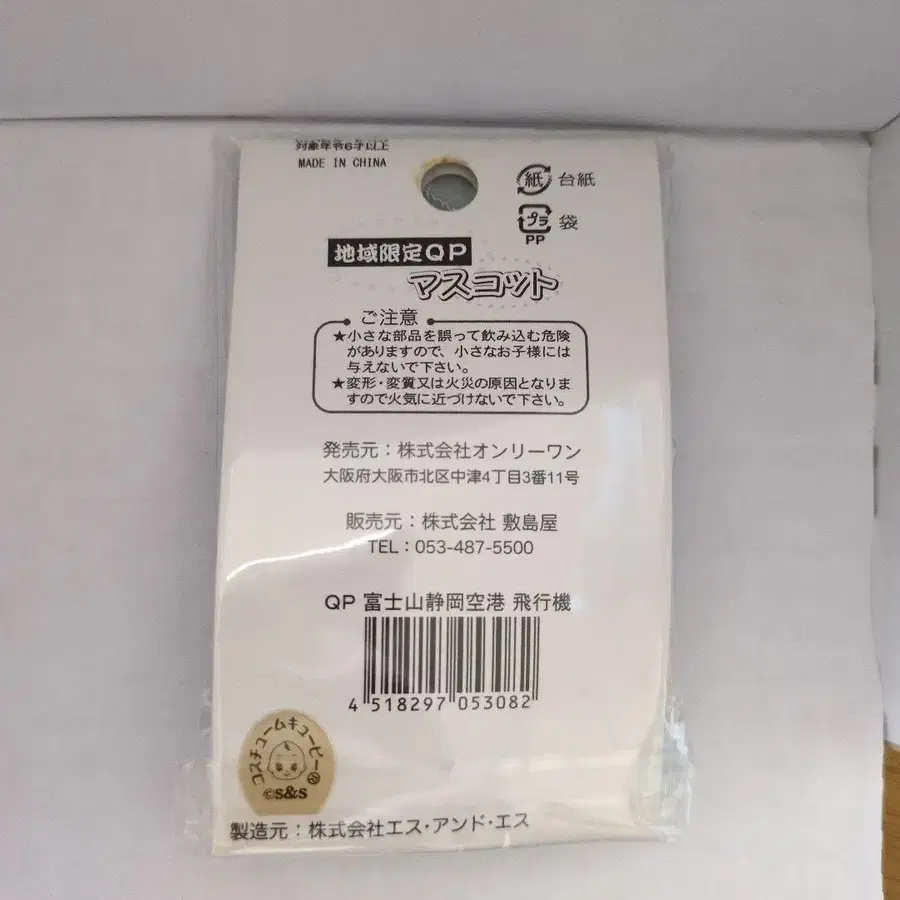 対象年令6才以上
MADE IN CHINA
紙 台紙
プラ 袋
PP
地域限定QP
マスコット
ご注意
★小さな部品を誤って飲み込む危険
がありますので、小さなお子様には
与えないで下さい。
★変形・変質又は火災の原因となりま
すので火気に近づけないで下さい。
発売元：株式会社オンリーワン
大阪府大阪市北区中津4丁目3番11号
販売元：株式会社 敷島屋
TEL：053-487-5500
QP 富士山静岡空港 飛行機
4 518297 053082
コスチュームキューピー
©S&S
製造元：株式会社エス・アンド・エス